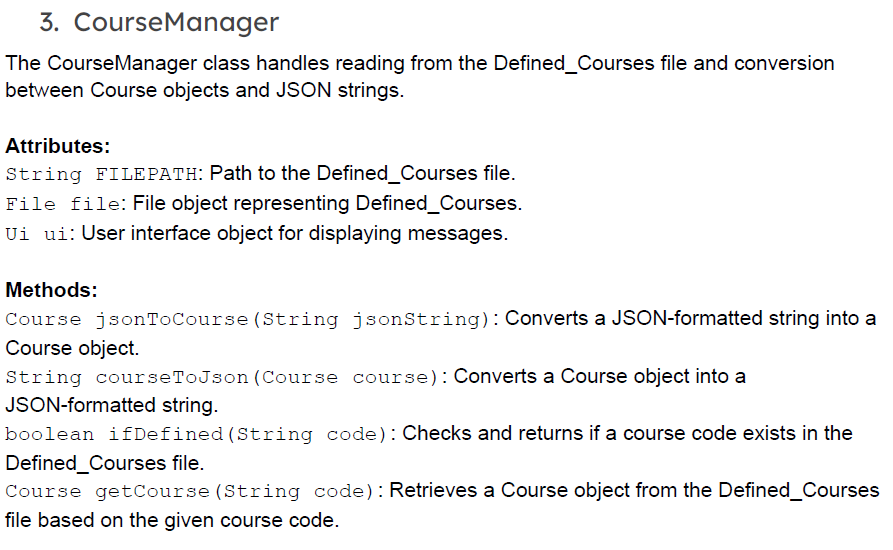 3. CourseManager
The CourseManager class handles reading from the Defined_Courses file and conversion
between Course objects and JSON strings.
Attributes:
String FILEPATH: Path to the Defined_Courses file.
File file: File object representing Defined_Courses.
Ui ui: User interface object for displaying messages.
Methods:
Course jsonToCourse(String jsonString): Converts a JSON-formatted string into a
Course object.
String courseToJson(Course course): Converts a Course object into a
JSON-formatted string.
boolean ifDefined(String code): Checks and returns if a course code exists in the
Defined_Courses file.
Course getCourse(String code): Retrieves a Course object from the Defined_Courses
file based on the given course code.